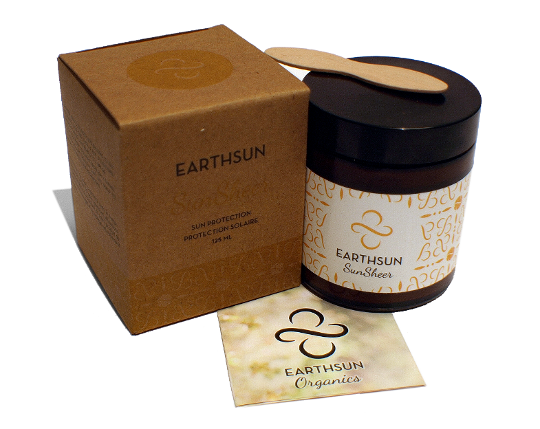 EARTHSUN
SunSheer
SUN PROTECTION
PROTECTION SOLAIRE
125 ML
EARTHSUN
SunSheer
EARTHSUN
Organics